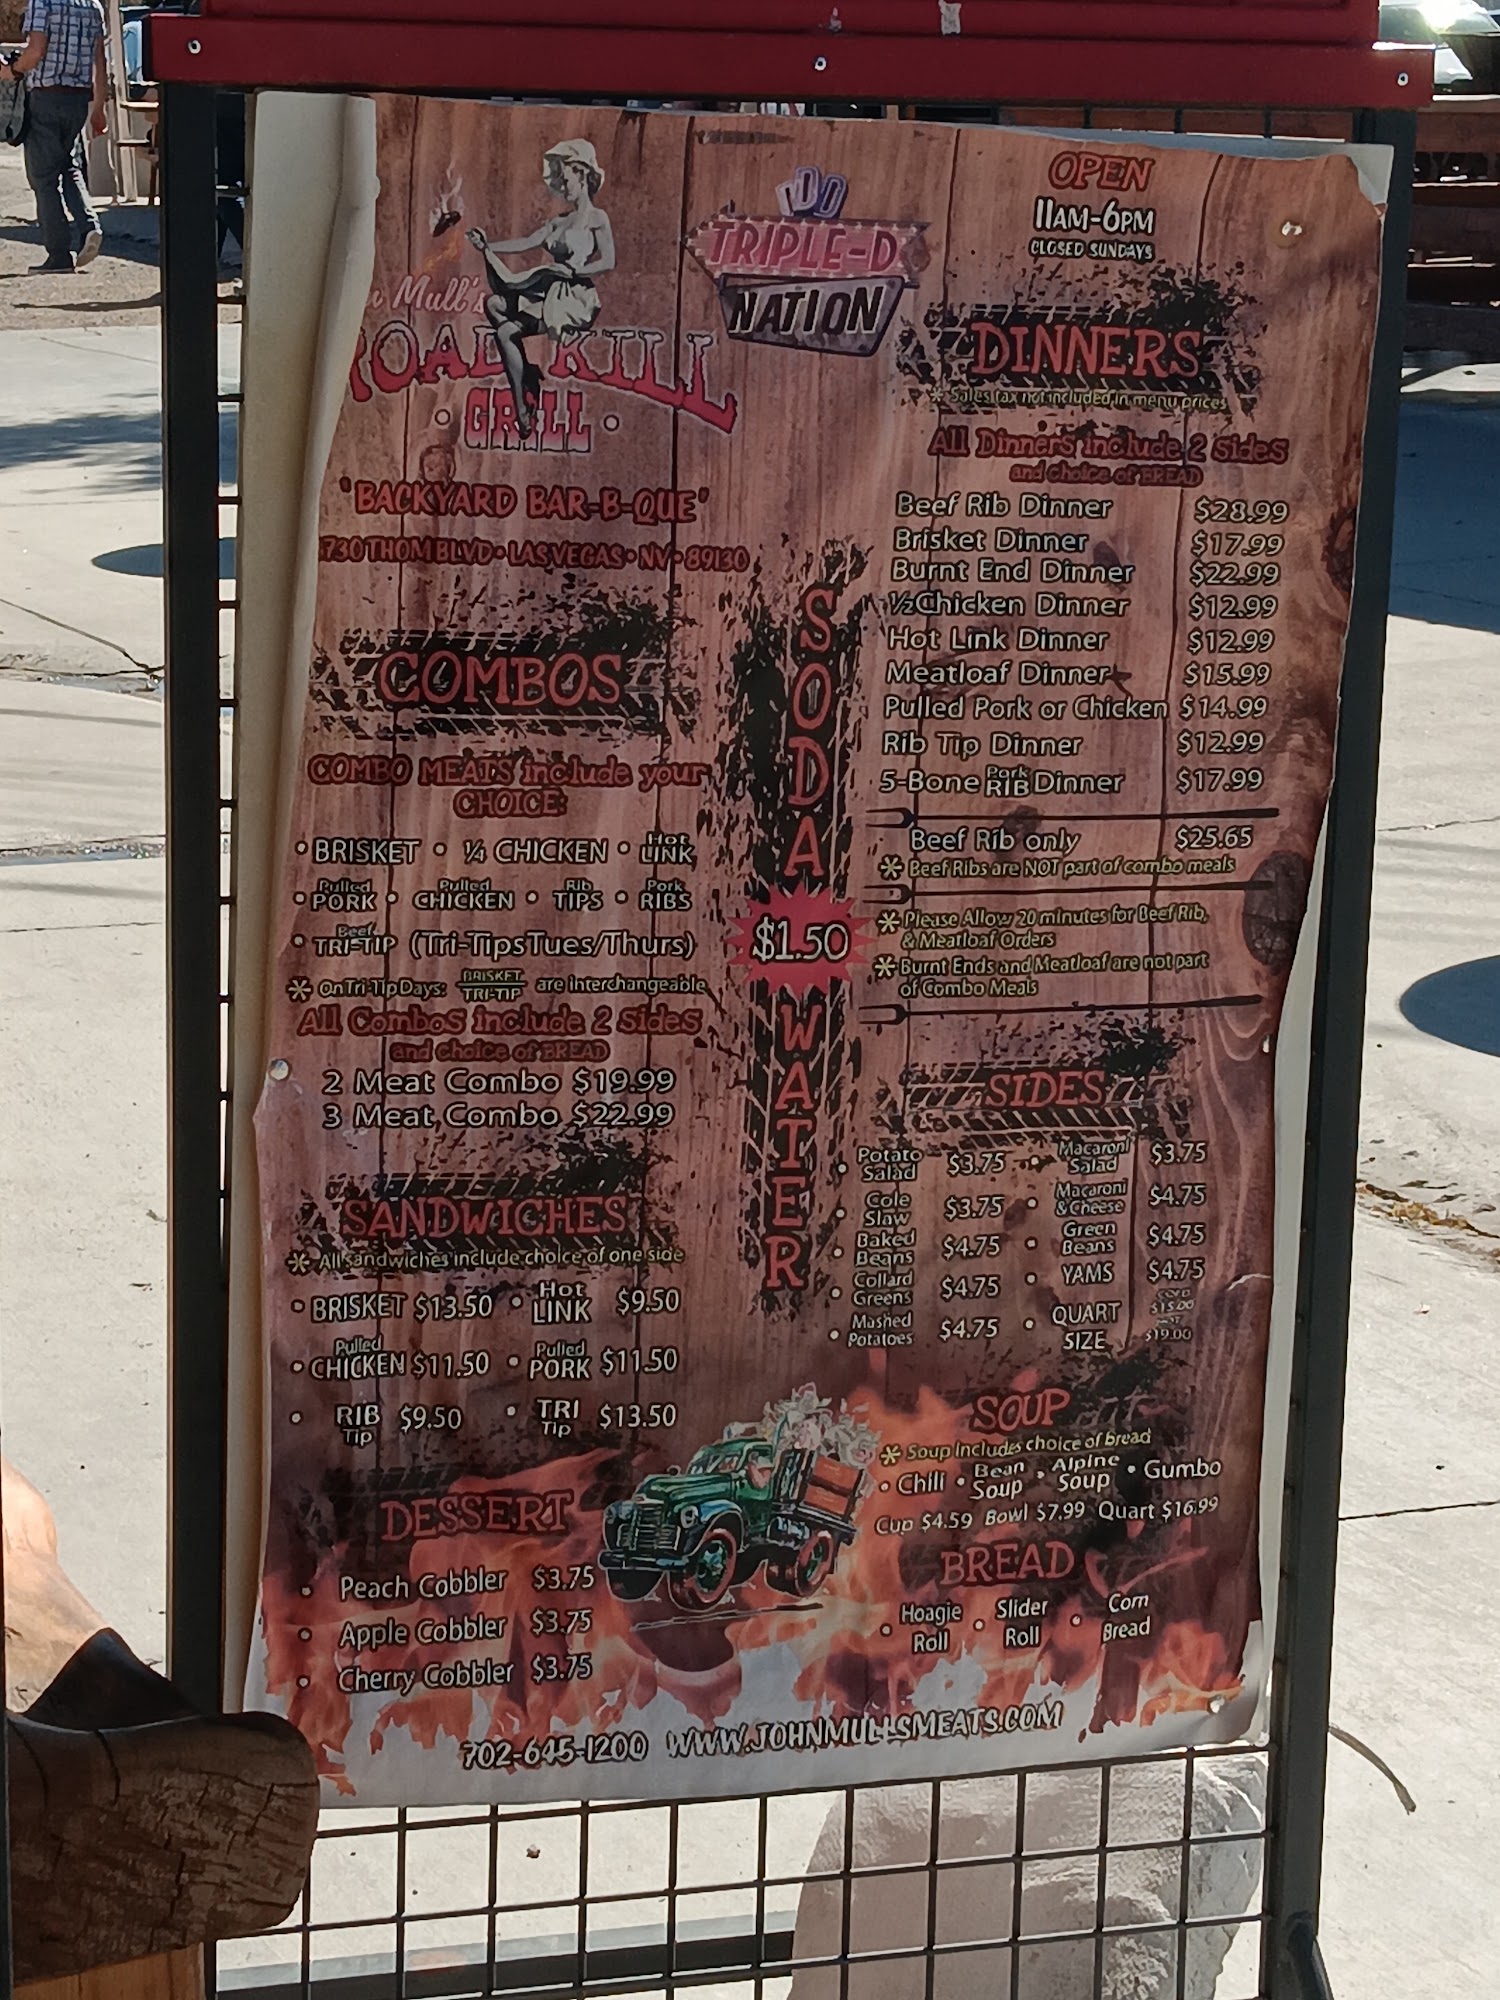 Mull's
ROAD KILL
GRILL
"BACKYARD BAR-B-QUE"
THOM BLVD • LAS VEGAS • NV • 89130
DDD
TRIPLE-D
NATION
OPEN
11AM-6PM
CLOSED SUNDAYS
COMBOS
COMBO MEATS include your
CHOICE:
• BRISKET • ¼ CHICKEN • Hot LINK
• Pulled PORK • Pulled CHICKEN • Rib TIPS • Pork RIBS
• Beef TRI-TIP (Tri-Tips Tues/Thurs)
* On Tri-Tip Days: BRISKET TRI-TIP are interchangeable
All Combos include 2 sides
and choice of BREAD
2 Meat Combo $19.99
3 Meat Combo $22.99
SANDWICHES
* All sandwiches include choice of one side
• BRISKET $13.50 • Hot LINK $9.50
• Pulled CHICKEN $11.50 • Pulled PORK $11.50
• RIB Tip $9.50 • TRI Tip $13.50
DESSERT
• Peach Cobbler $3.75
• Apple Cobbler $3.75
• Cherry Cobbler $3.75
SODA
$1.50
WATER
DINNERS
* Sales tax not included in menu prices
All Dinners include 2 sides
and choice of BREAD
Beef Rib Dinner $28.99
Brisket Dinner $17.99
Burnt End Dinner $22.99
½ Chicken Dinner $12.99
Hot Link Dinner $12.99
Meatloaf Dinner $15.99
Pulled Pork or Chicken $14.99
Rib Tip Dinner $12.99
5-Bone Pork RIB Dinner $17.99
Beef Rib only $25.65
* Beef Ribs are NOT part of combo meals
* Please Allow 20 minutes for Beef Rib,
& Meatloaf Orders
* Burnt Ends and Meatloaf are not part
of Combo Meals
SIDES
• Potato Salad $3.75 • Macaroni Salad $3.75
• Cole Slaw $3.75 • Macaroni & Cheese $4.75
• Baked Beans $4.75 • Green Beans $4.75
• Collard Greens $4.75 • YAMS $4.75
• Mashed Potatoes $4.75 • QUART SIZE $15.00 $19.00
SOUP
* Soup includes choice of bread
• Chili • Bean Soup • Alpine Soup • Gumbo
Cup $4.59 Bowl $7.99 Quart $16.99
BREAD
• Hoagie Roll • Slider Roll • Corn Bread
702-645-1200 WWW.JOHNMULLSMEATS.COM